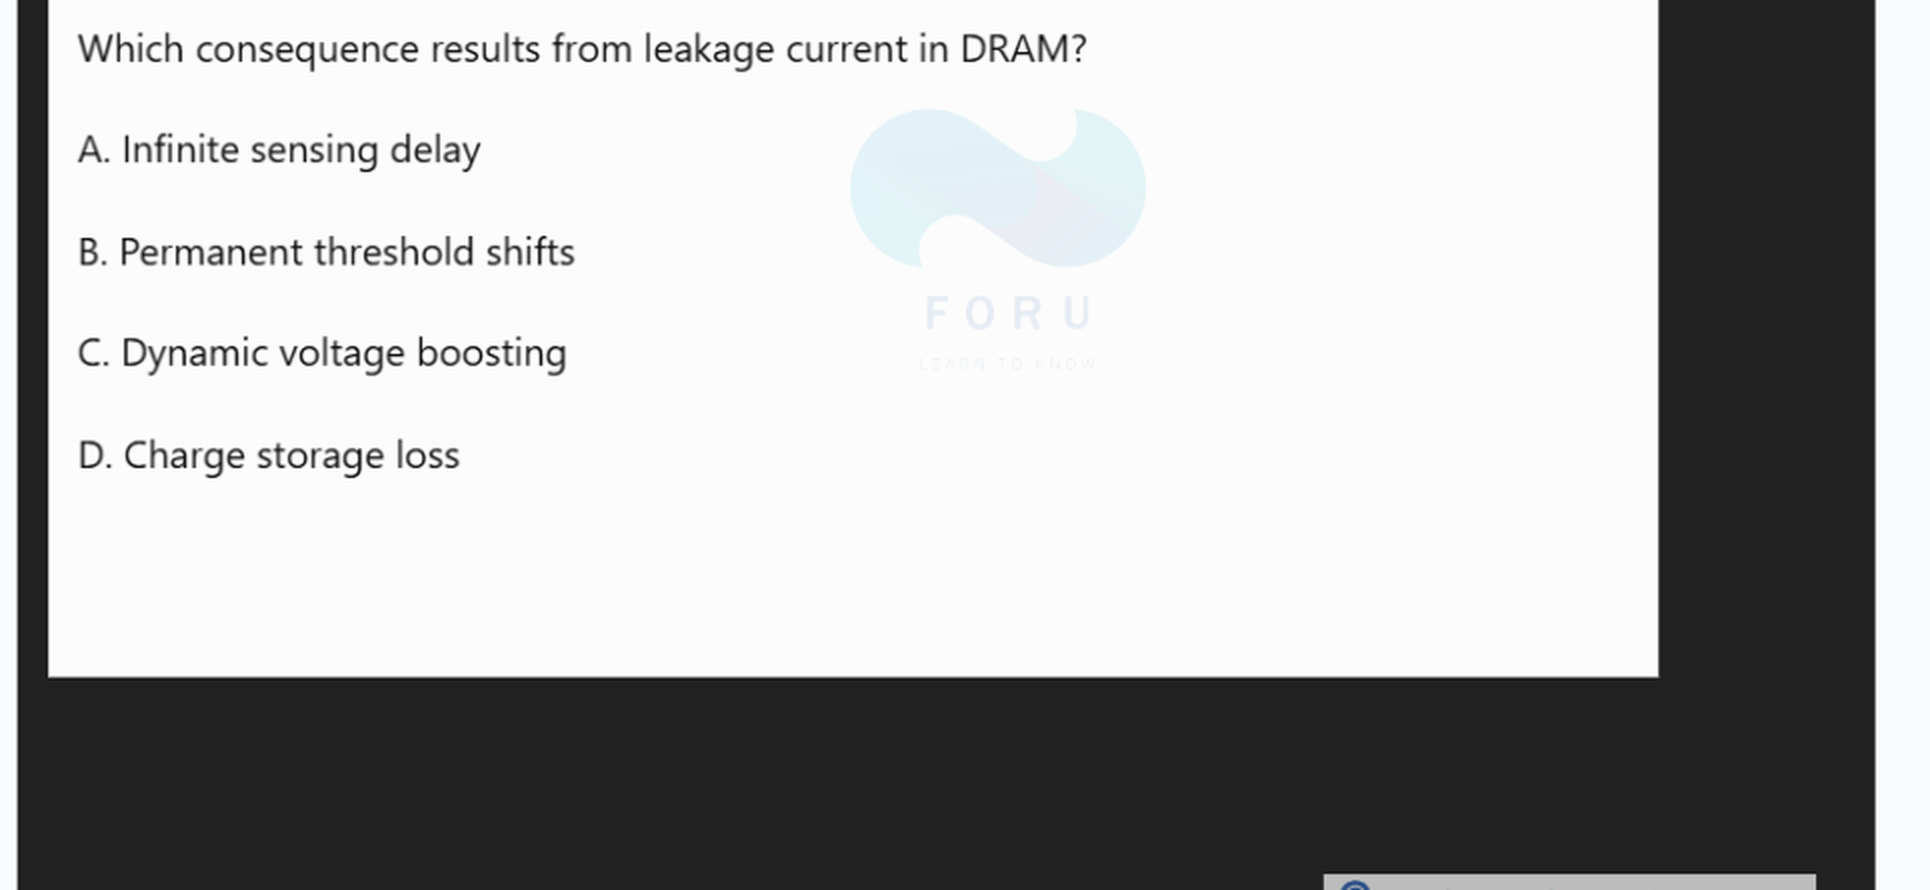 Which consequence results from leakage current in DRAM?
A. Infinite sensing delay
B. Permanent threshold shifts
C. Dynamic voltage boosting
D. Charge storage loss
FORU
LEARN TO KNOW